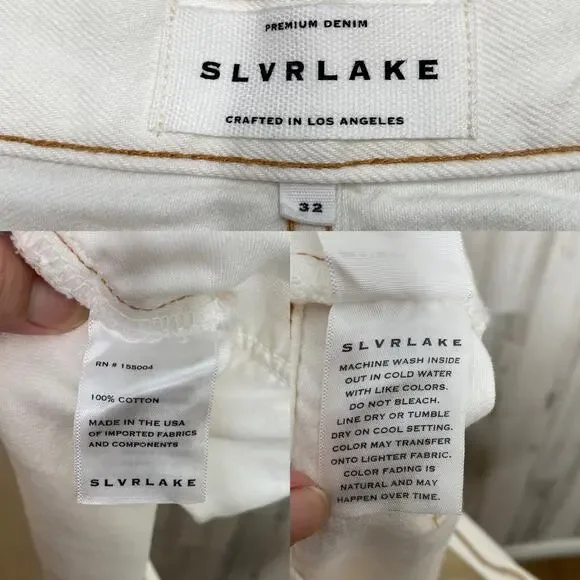 PREMIUM DENIM
SLVRLAKE
CRAFTED IN LOS ANGELES
32
RN # 155004
100% COTTON
MADE IN THE USA
OF IMPORTED FABRICS
AND COMPONENTS
SLVRLAKE
SLVRLAKE
MACHINE WASH INSIDE
OUT IN COLD WATER
WITH LIKE COLORS.
DO NOT BLEACH.
LINE DRY OR TUMBLE
DRY ON COOL SETTING.
COLOR MAY TRANSFER
ONTO LIGHTER FABRIC.
COLOR FADING IS
NATURAL AND MAY
HAPPEN OVER TIME.